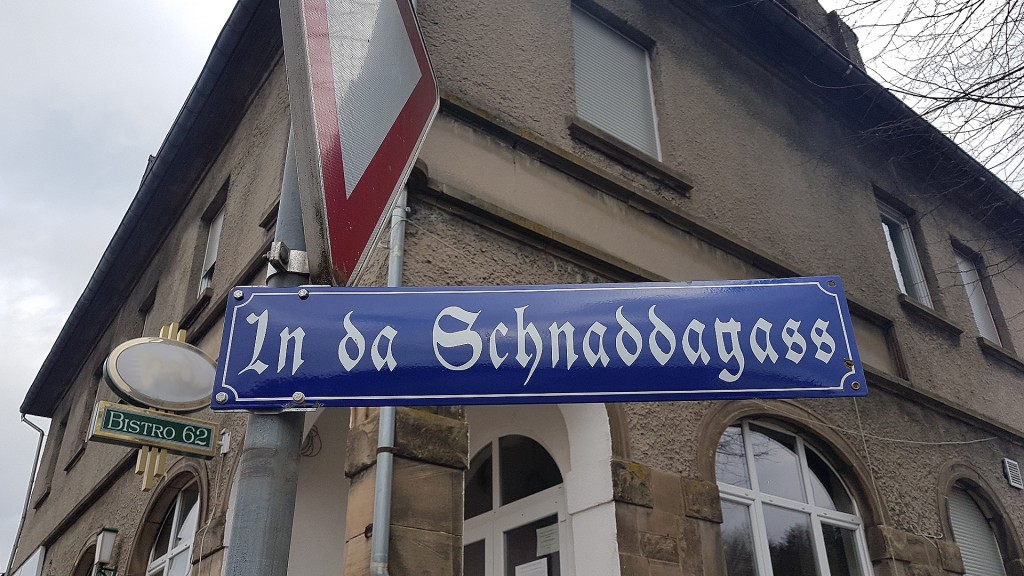 In da Schnaddagass
BISTRO 62